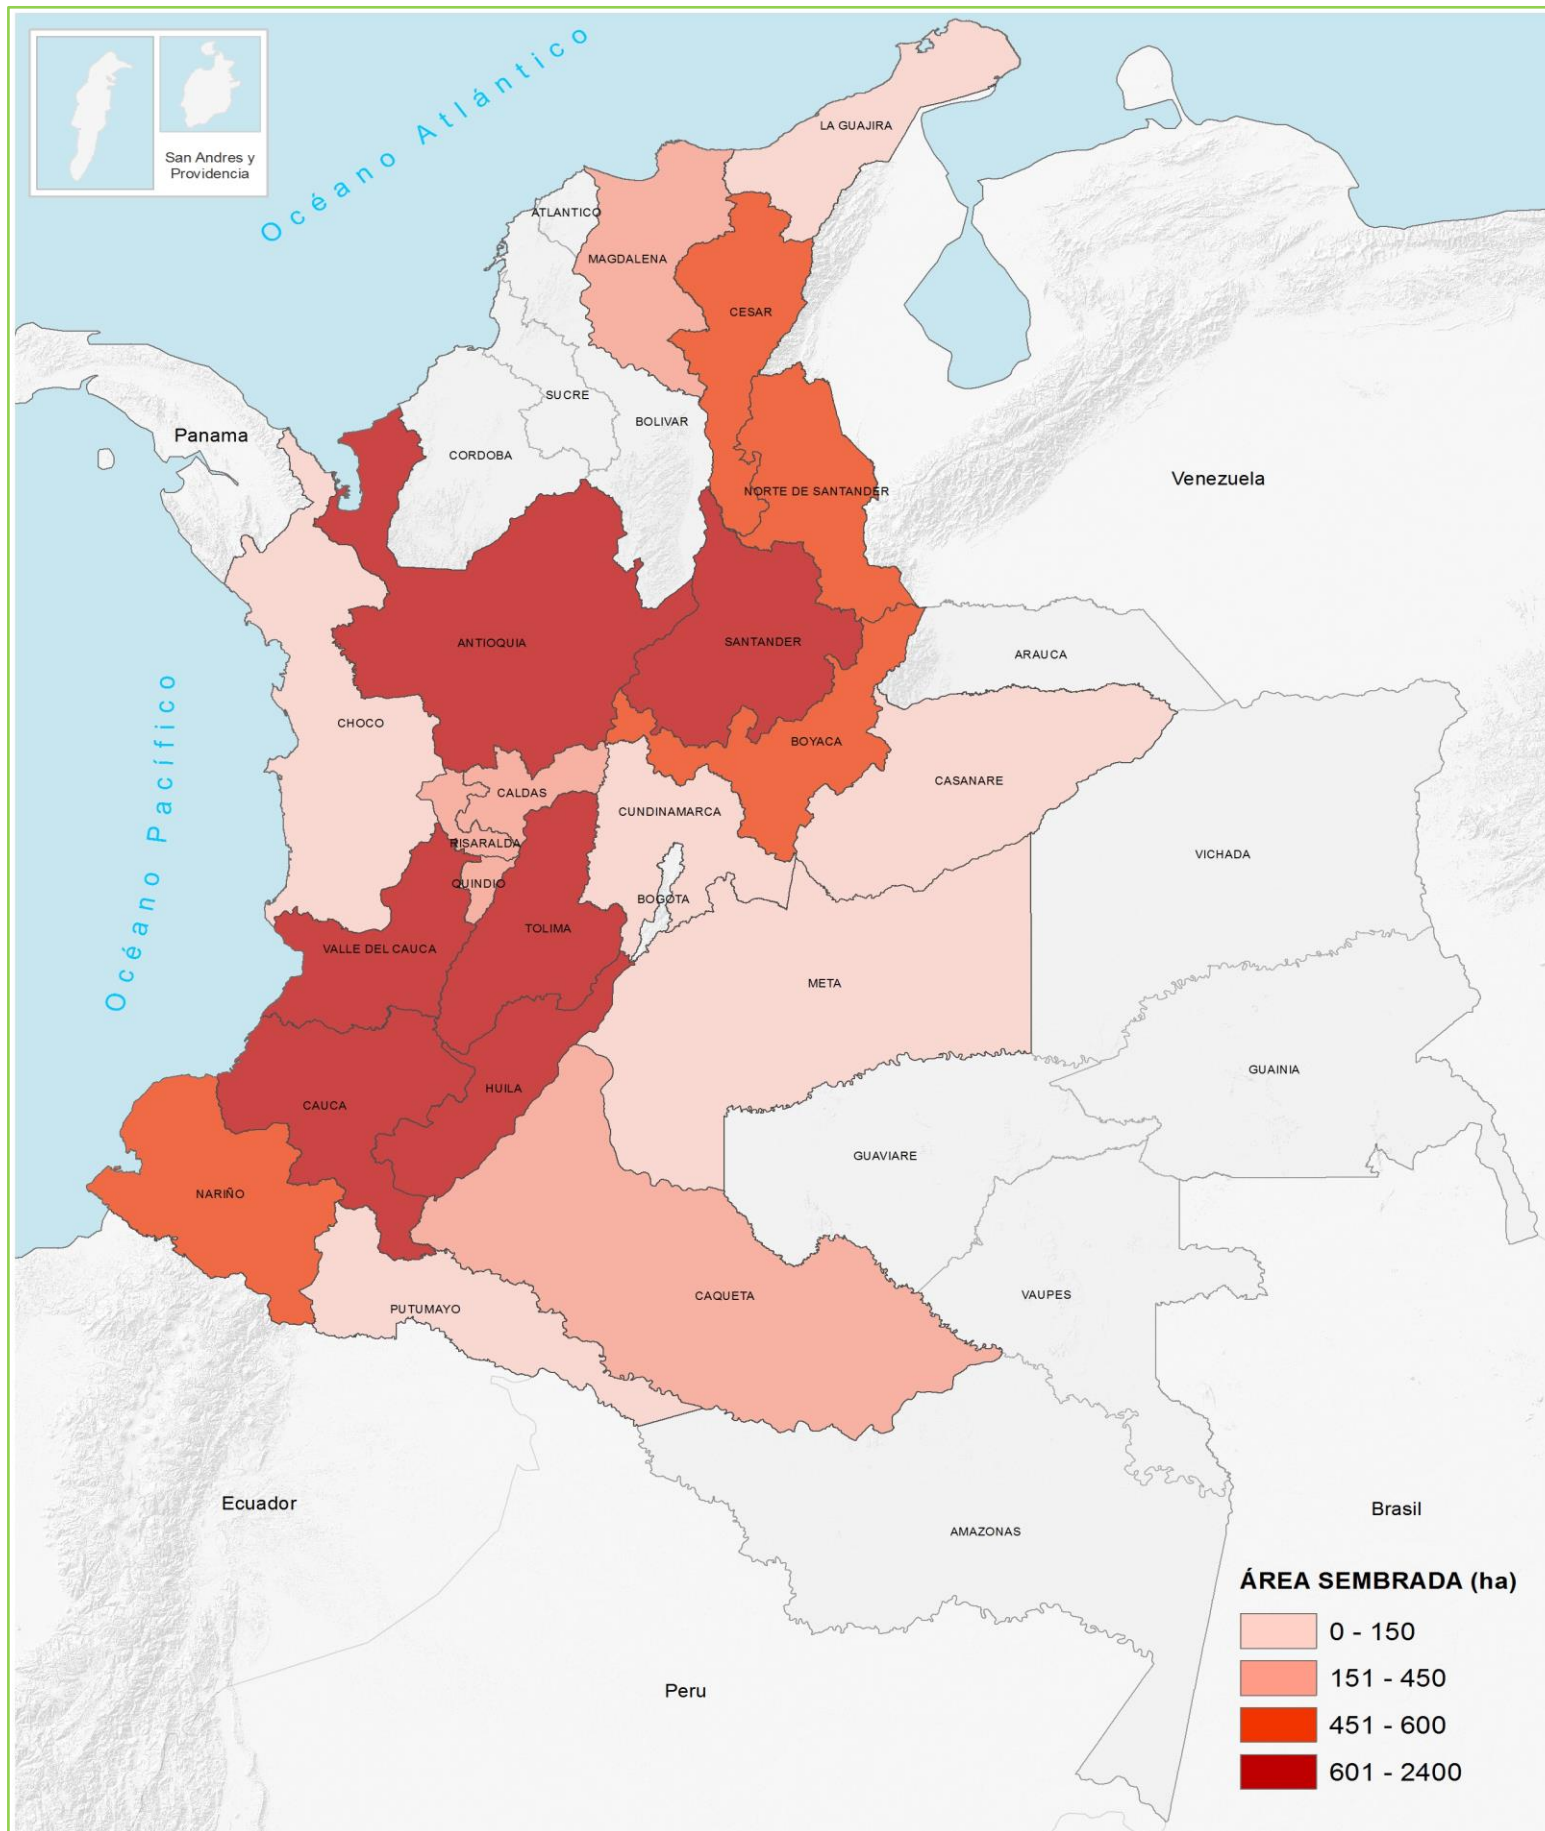 San Andres y
Providencia
Océano Atlántico
LA GUAJIRA
ATLANTICO
MAGDALENA
CESAR
SUCRE
BOLIVAR
Panama
CORDOBA
Venezuela
NORTE DE SANTANDER
ANTIOQUIA
SANTANDER
ARAUCA
Océano Pacífico
CHOCO
BOYACA
CASANARE
CALDAS
CUNDINAMARCA
RISARALDA
VICHADA
QUINDIO
BOGOTA
TOLIMA
VALLE DEL CAUCA
META
GUAINIA
HUILA
CAUCA
GUAVIARE
NARIÑO
CAQUETA
VAUPES
PUTUMAYO
Ecuador
Brasil
AMAZONAS
ÁREA SEMBRADA (ha)
0 - 150
151 - 450
Peru
451 - 600
601 - 2400